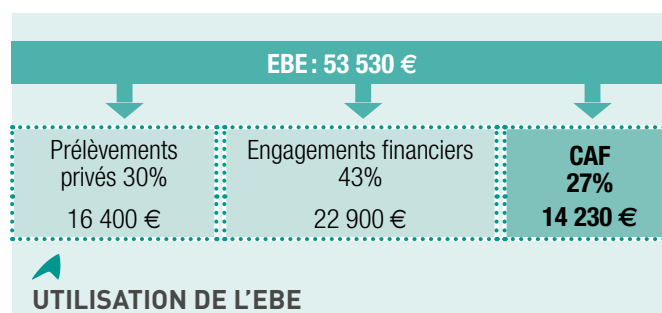 EBE : 53 530 €
Prélèvements
privés 30%
16 400 €
Engagements financiers
43%
22 900 €
CAF
27%
14 230 €
UTILISATION DE L'EBE